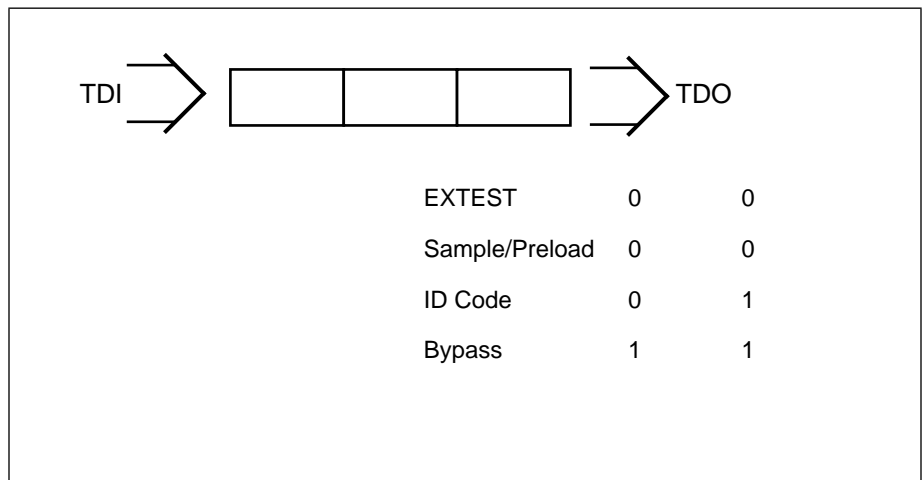 TDI TDO
EXTEST 0 0
Sample/Preload 0 0
ID Code 0 1
Bypass 1 1